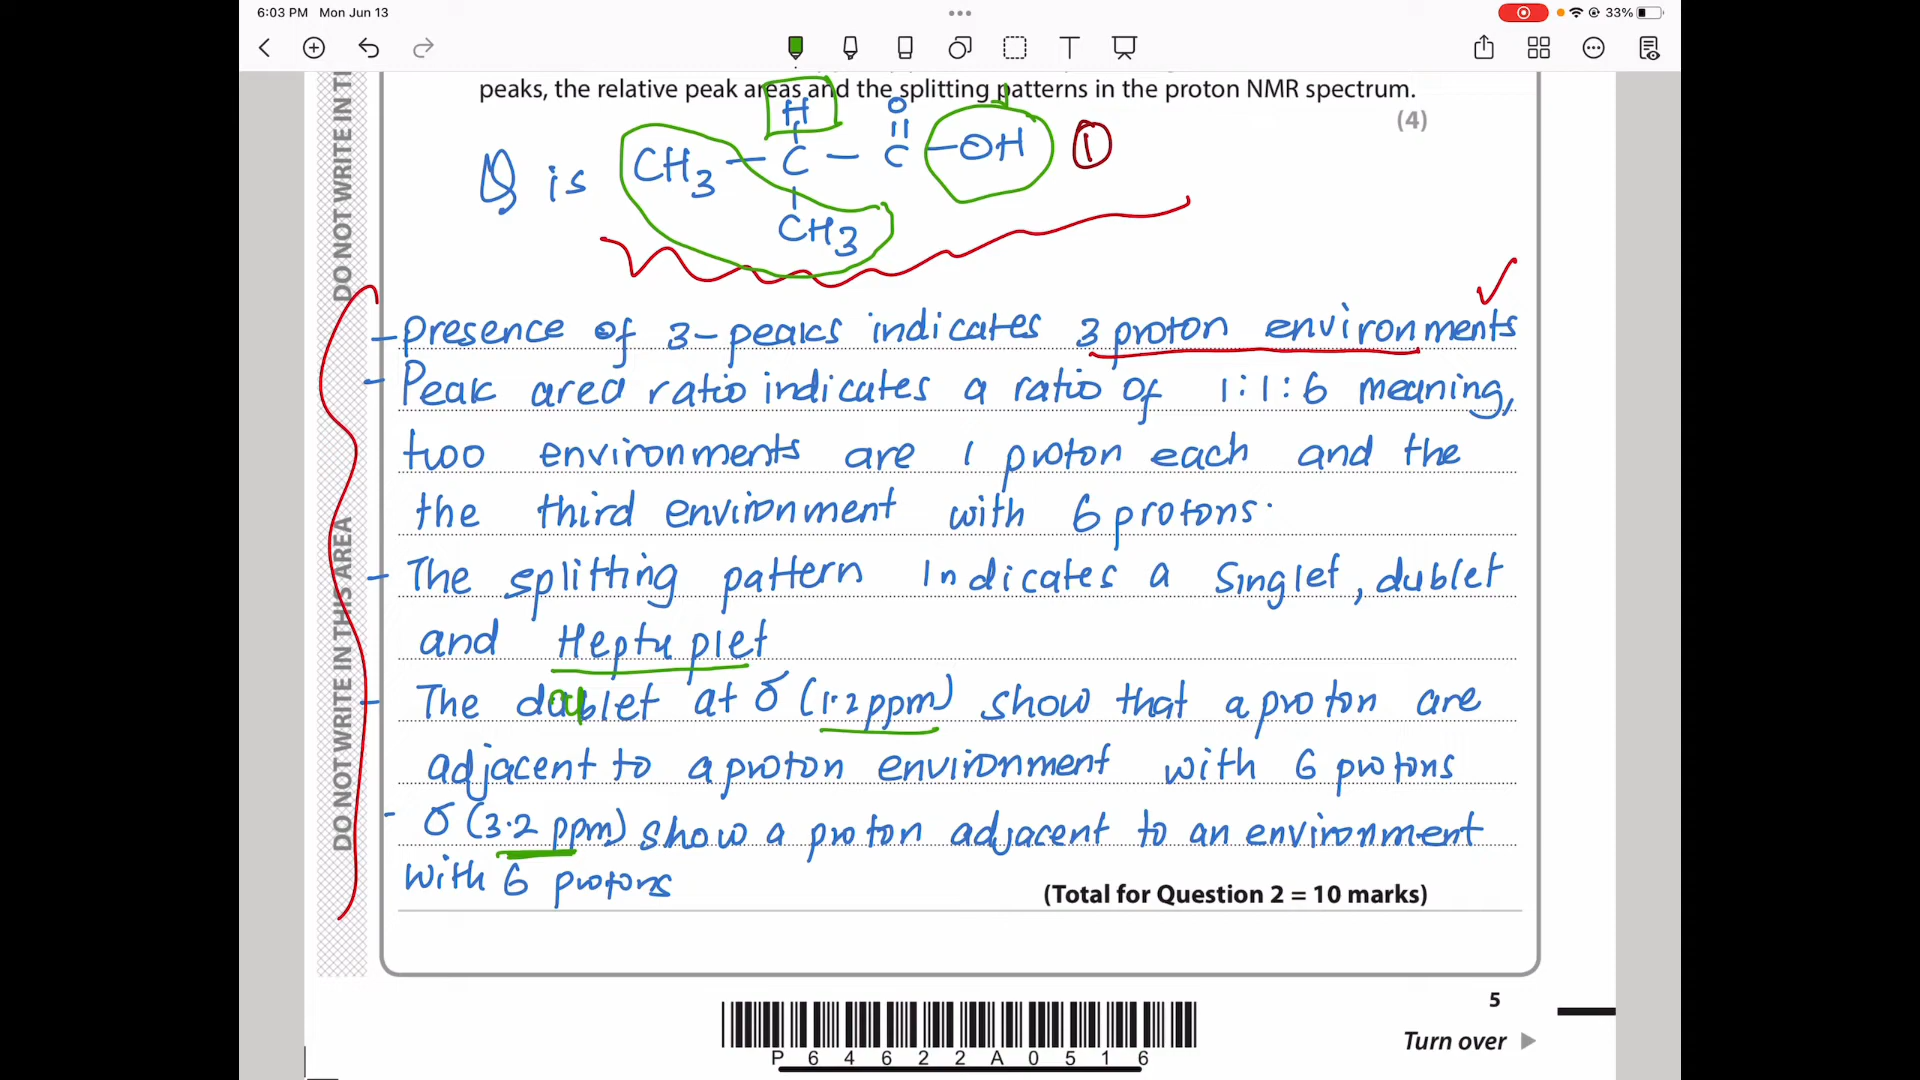 6:03 PM Mon Jun 13
33%
peaks, the relative peak areas and the splitting patterns in the proton NMR spectrum.
(4)
H O
Q is CH3 — C — C — OH 1
CH3
- presence of 3-peaks indicates 3 proton environments
- Peak area ratio indicates a ratio of 1:1:6 meaning,
two environments are 1 proton each and the
the third environment with 6 protons.
- The splitting pattern Indicates a Singlet, dublet
and Heptuplet
- The doublet at σ (1.2ppm) show that a proton are
adjacent to a proton environment with 6 protons
- σ (3.2 ppm) show a proton adjacent to an environment
with 6 protons
(Total for Question 2 = 10 marks)
DO NOT WRITE IN T
DO NOT WRITE IN THIS AREA
P 6 4 6 2 2 A 0 5 1 6
5
Turn over